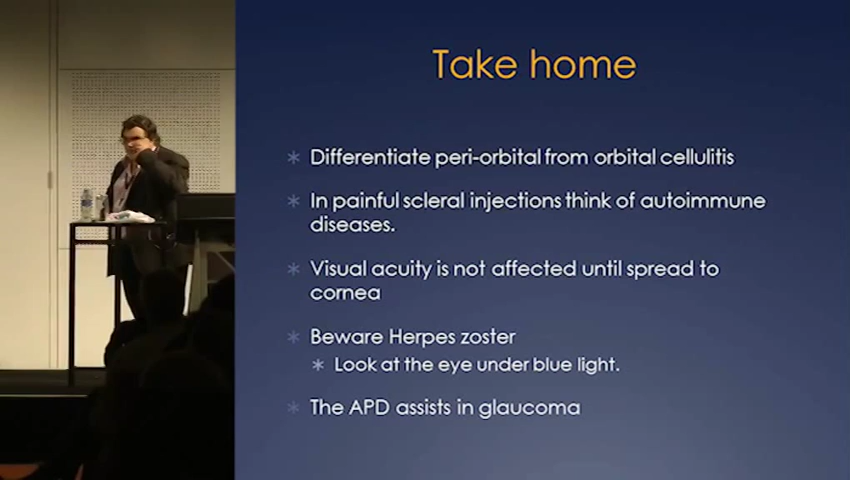 Take home
Differentiate peri-orbital from orbital cellulitis
In painful scleral injections think of autoimmune
diseases.
Visual acuity is not affected until spread to
cornea
Beware Herpes zoster
Look at the eye under blue light.
The APD assists in glaucoma